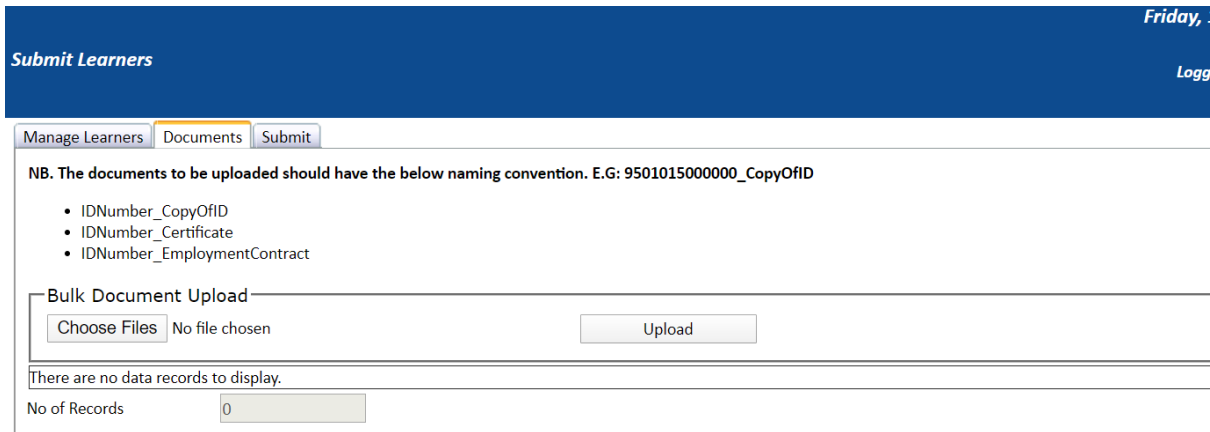 Friday,
Submit Learners
Logg
Manage Learners Documents Submit
NB. The documents to be uploaded should have the below naming convention. E.G: 9501015000000_CopyOfID
• IDNumber_CopyOfID
• IDNumber_Certificate
• IDNumber_EmploymentContract
Bulk Document Upload
Choose Files No file chosen Upload
There are no data records to display.
No of Records 0